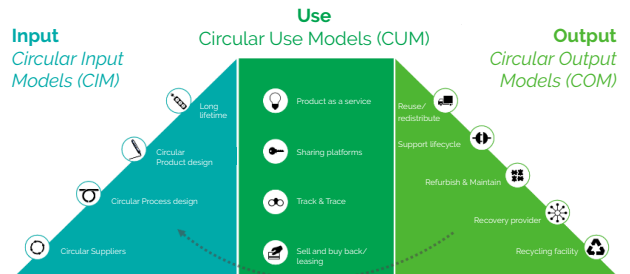 Input
Circular Input
Models (CIM)
Long
lifetime
Circular
Product design
Circular Process design
Circular Suppliers
Use
Circular Use Models (CUM)
Product as a service
Sharing platforms
Track & Trace
Sell and buy back/
leasing
Output
Circular Output
Models (COM)
Reuse/
redistribute
Support lifecycle
Refurbish & Maintain
Recovery provider
Recycling facility